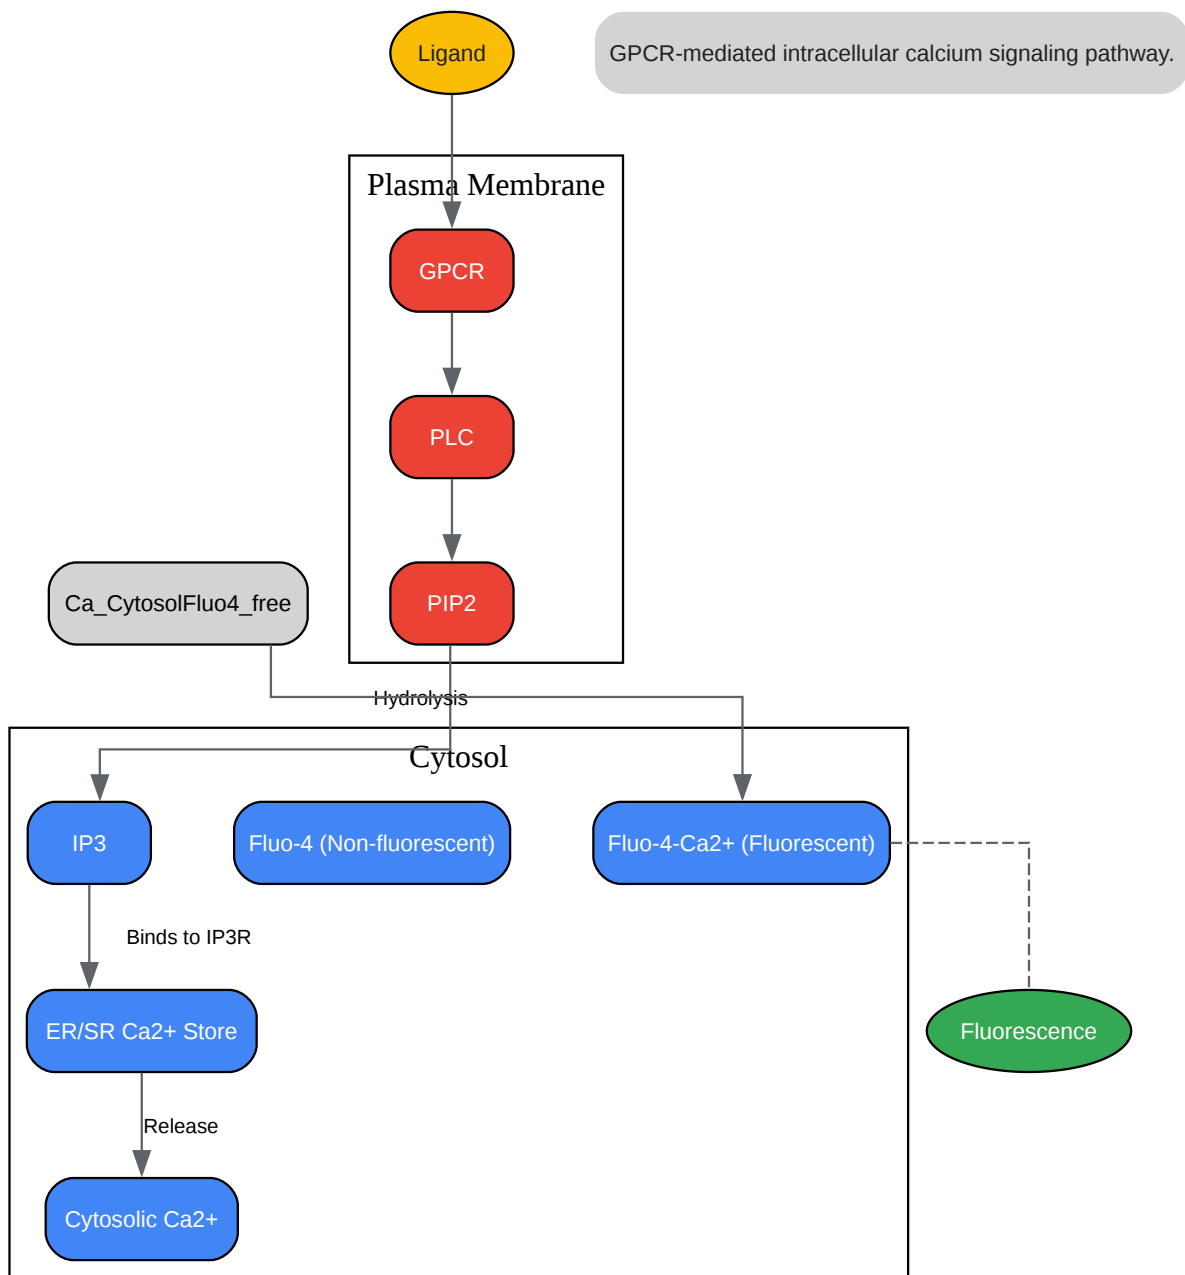 Ligand
GPCR-mediated intracellular calcium signaling pathway.
Plasma Membrane
GPCR
PLC
Ca_CytosolFluo4_free
PIP2
Hydrolysis
Cytosol
IP3
Fluo-4 (Non-fluorescent)
Fluo-4-Ca2+ (Fluorescent)
Binds to IP3R
ER/SR Ca2+ Store
Fluorescence
Release
Cytosolic Ca2+